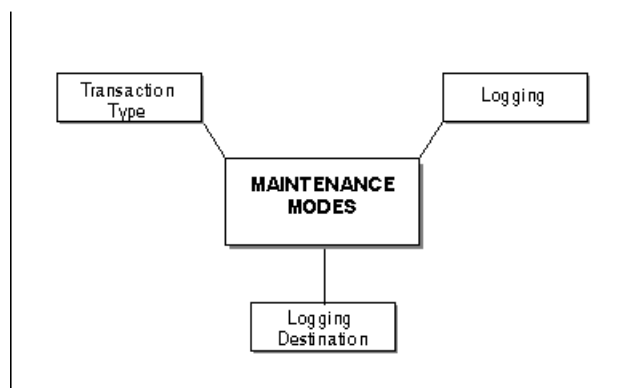 Transaction
Type
Logging
MAINTENANCE
MODES
Logging
Destination